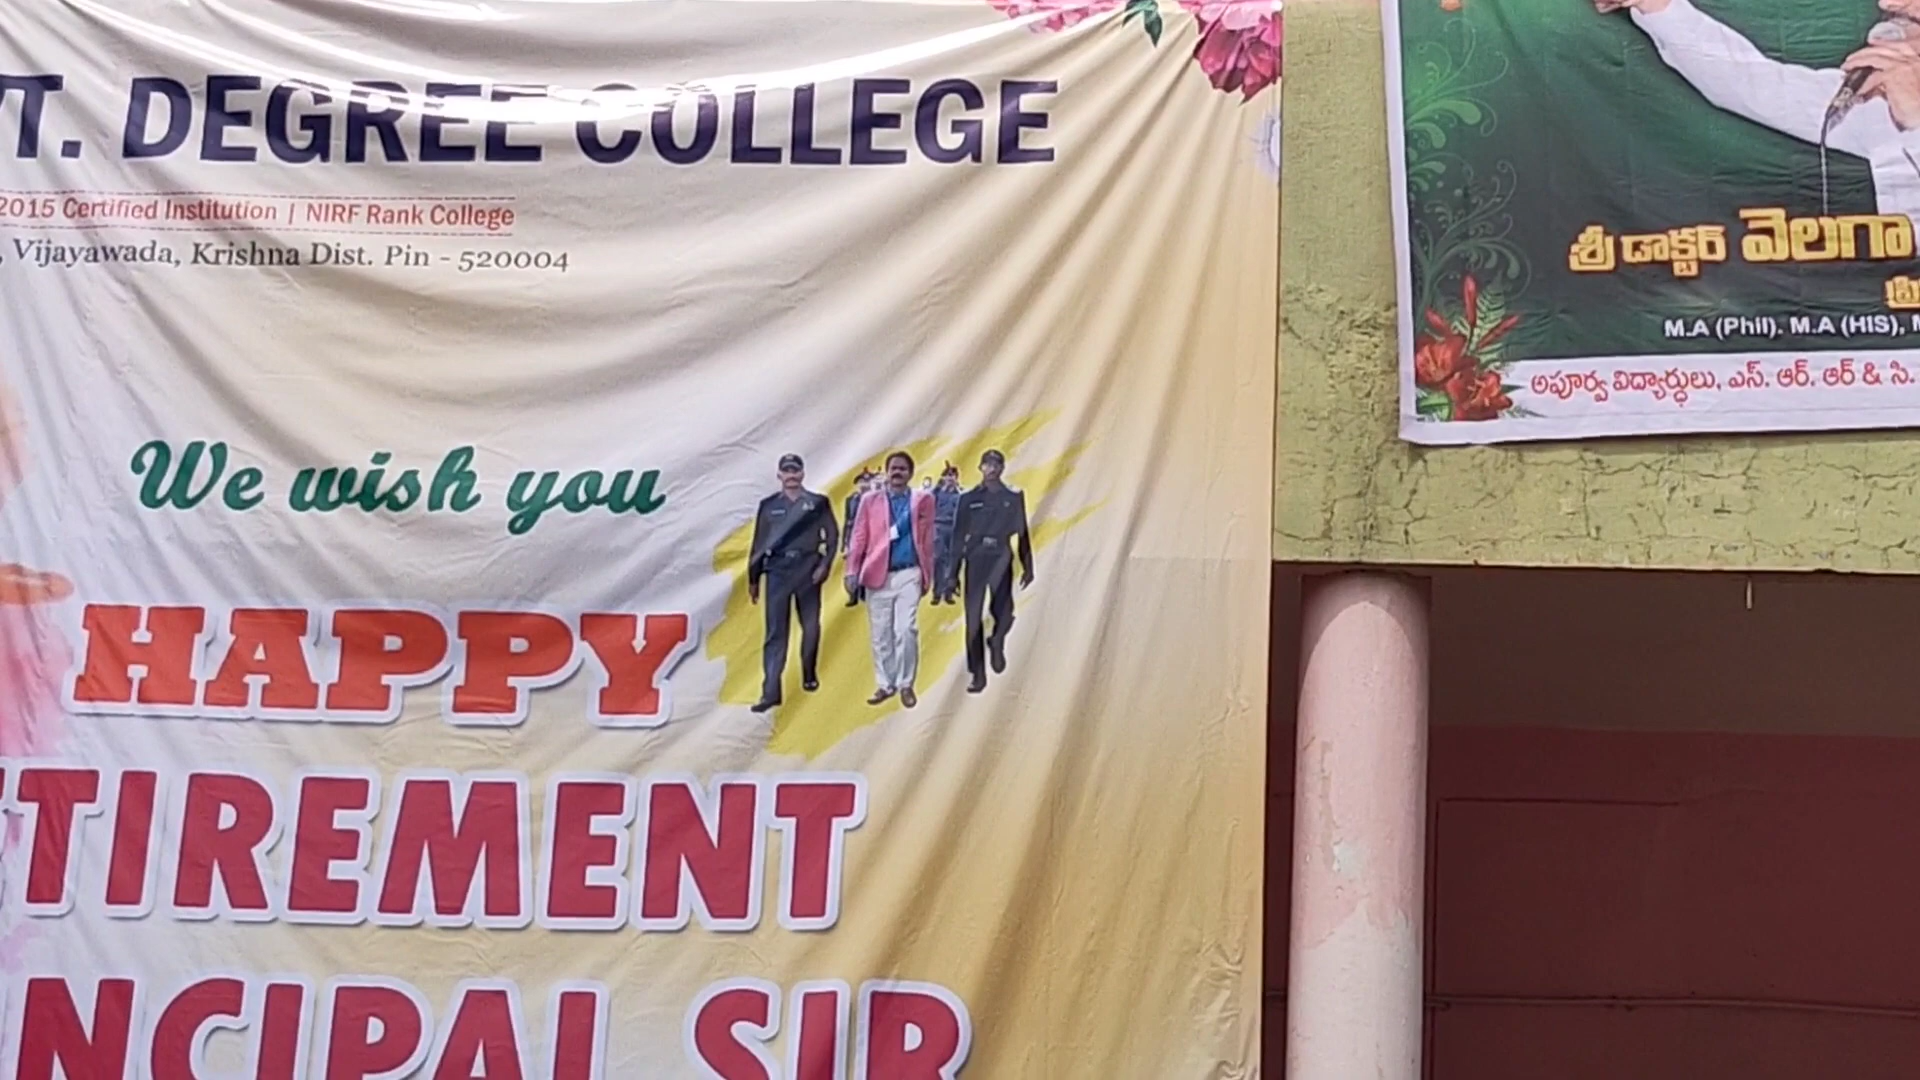 T. DEGREE COLLEGE
2015 Certified Institution | NIRF Rank College
, Vijayawada, Krishna Dist. Pin - 520004
We wish you
HAPPY
TIREMENT
NCIPAL SIR
శ్రీ డాక్టర్ వెలగా
M.A (Phil). M.A (HIS),
అపూర్వ విద్యార్థులు, ఎస్. ఆర్. ఆర్ & సి.